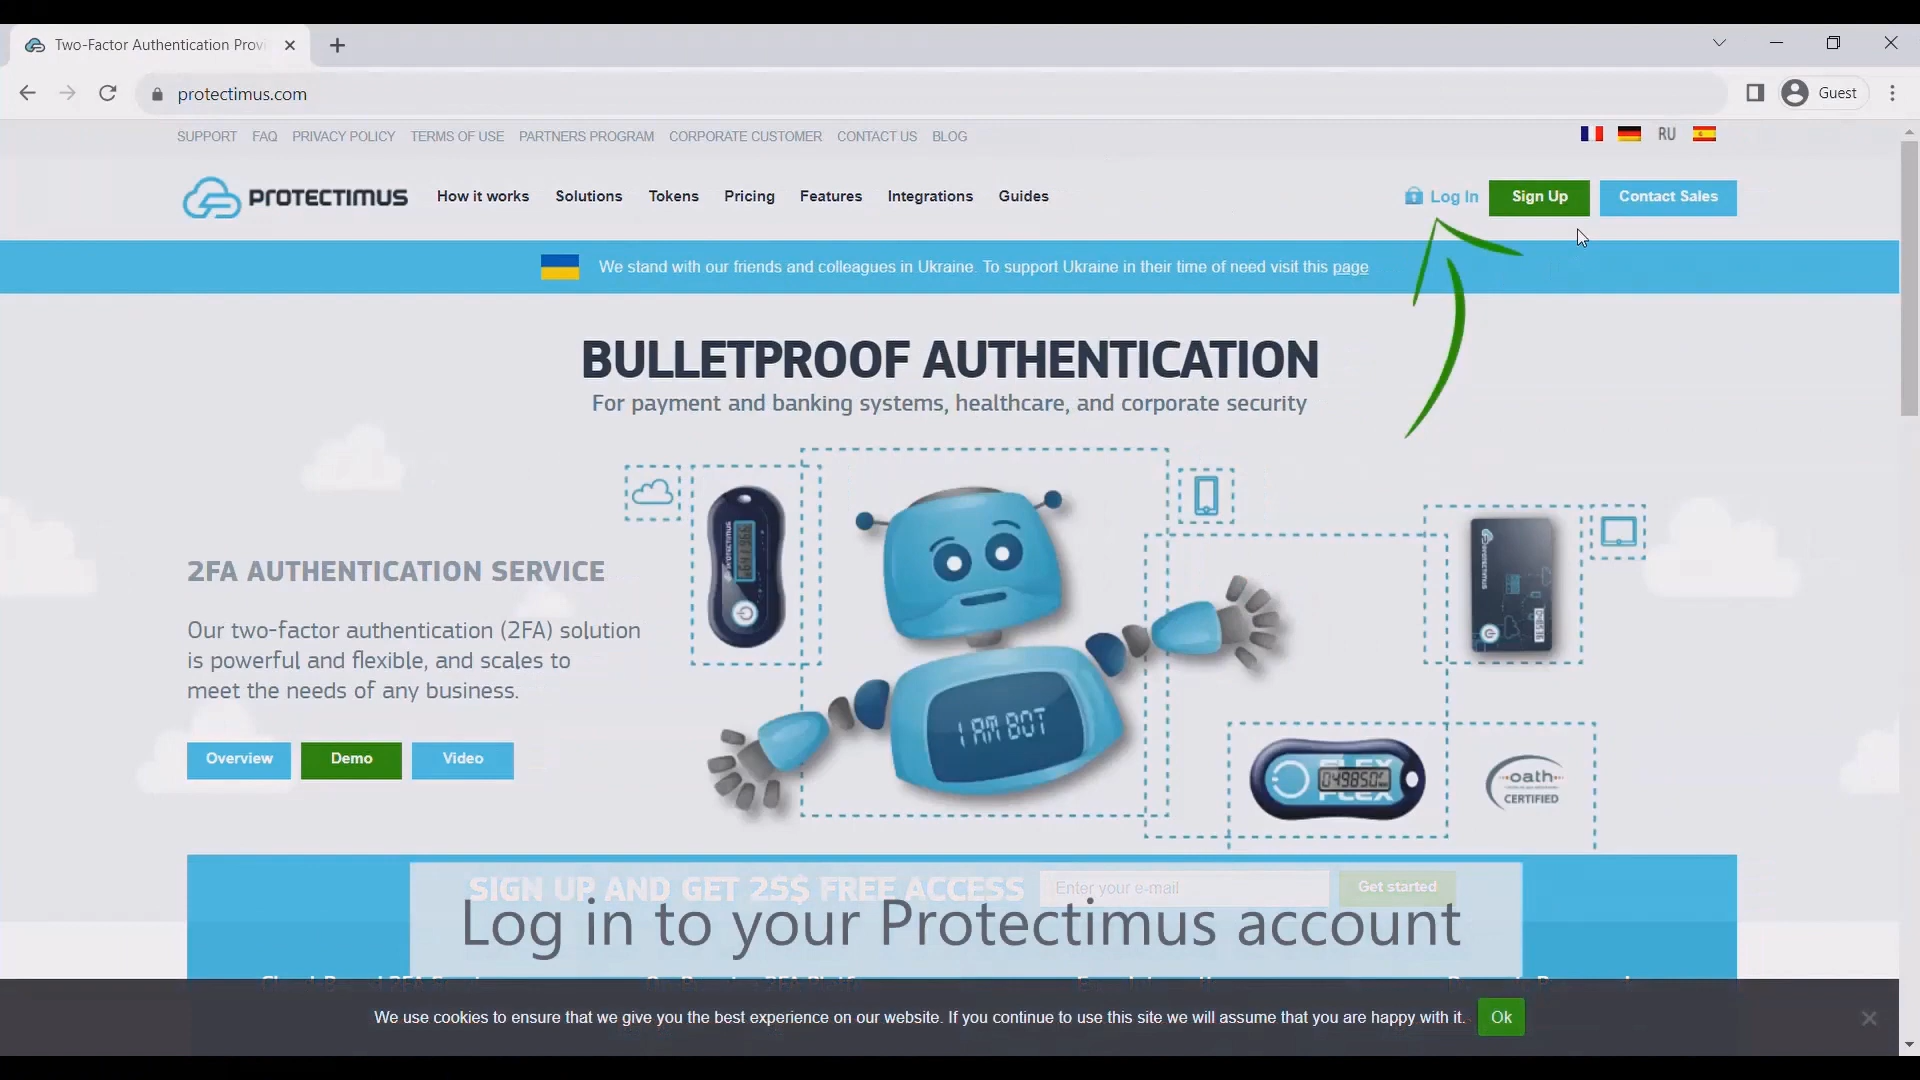 Two-Factor Authentication Provi
protectimus.com
Guest
SUPPORT FAQ PRIVACY POLICY TERMS OF USE PARTNERS PROGRAM CORPORATE CUSTOMER CONTACT US BLOG
RU
PROTECTIMUS
How it works Solutions Tokens Pricing Features Integrations Guides
Log In Sign Up Contact Sales
We stand with our friends and colleagues in Ukraine. To support Ukraine in their time of need visit this page
BULLETPROOF AUTHENTICATION
For payment and banking systems, healthcare, and corporate security
2FA AUTHENTICATION SERVICE
Our two-factor authentication (2FA) solution
is powerful and flexible, and scales to
meet the needs of any business.
Overview Demo Video
I AM BOT
FLEX
oath
CERTIFIED
SIGN UP AND GET 25$ FREE ACCESS
Enter your e-mail
Get started
Log in to your Protectimus account
We use cookies to ensure that we give you the best experience on our website. If you continue to use this site we will assume that you are happy with it.
Ok